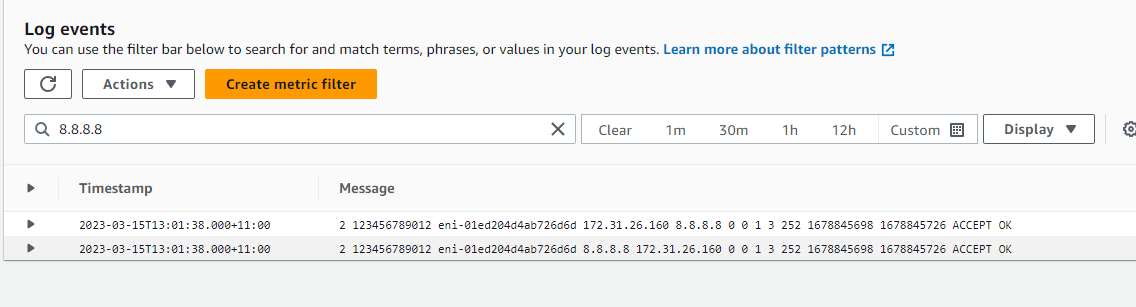 Log events
You can use the filter bar below to search for and match terms, phrases, or values in your log events. Learn more about filter patterns
Actions Create metric filter
8.8.8.8 Clear 1m 30m 1h 12h Custom Display
Timestamp Message
2023-03-15T13:01:38.000+11:00 2 123456789012 eni-01ed204d4ab726d6d 172.31.26.160 8.8.8.8 0 0 1 3 252 1678845698 1678845726 ACCEPT OK
2023-03-15T13:01:38.000+11:00 2 123456789012 eni-01ed204d4ab726d6d 8.8.8.8 172.31.26.160 0 0 1 3 252 1678845698 1678845726 ACCEPT OK